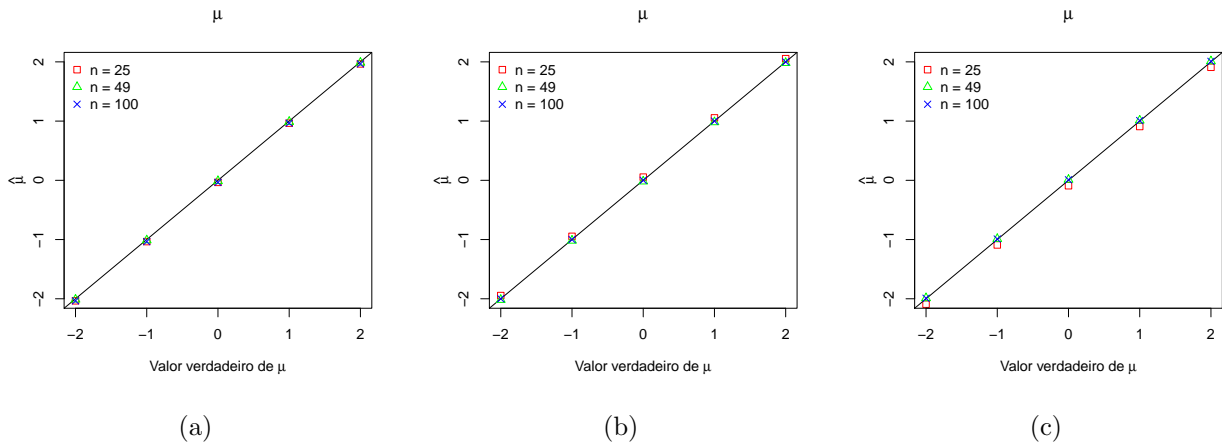 μ
2
1
0
−1
−2
μ̂
n = 25
n = 49
n = 100
−2 −1 0 1 2
Valor verdadeiro de μ
(a)
μ
2
1
0
−1
−2
μ̂
n = 25
n = 49
n = 100
−2 −1 0 1 2
Valor verdadeiro de μ
(b)
μ
2
1
0
−1
−2
μ̂
n = 25
n = 49
n = 100
−2 −1 0 1 2
Valor verdadeiro de μ
(c)